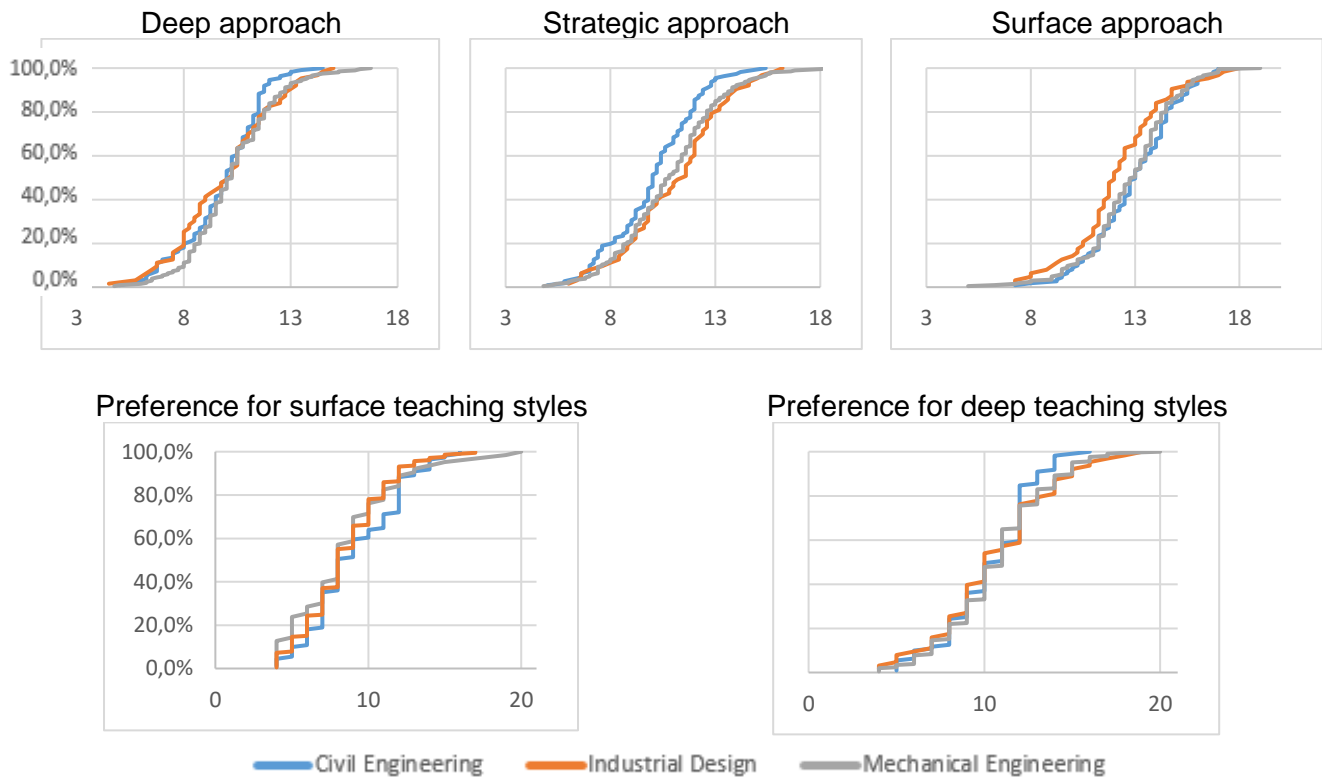 Deep approach
Strategic approach
Surface approach
100,0%
80,0%
60,0%
40,0%
20,0%
0,0%
3 8 13 18
3 8 13 18
3 8 13 18
Preference for surface teaching styles
Preference for deep teaching styles
100,0%
80,0%
60,0%
40,0%
20,0%
0,0%
0 10 20
0 10 20
Civil Engineering
Industrial Design
Mechanical Engineering